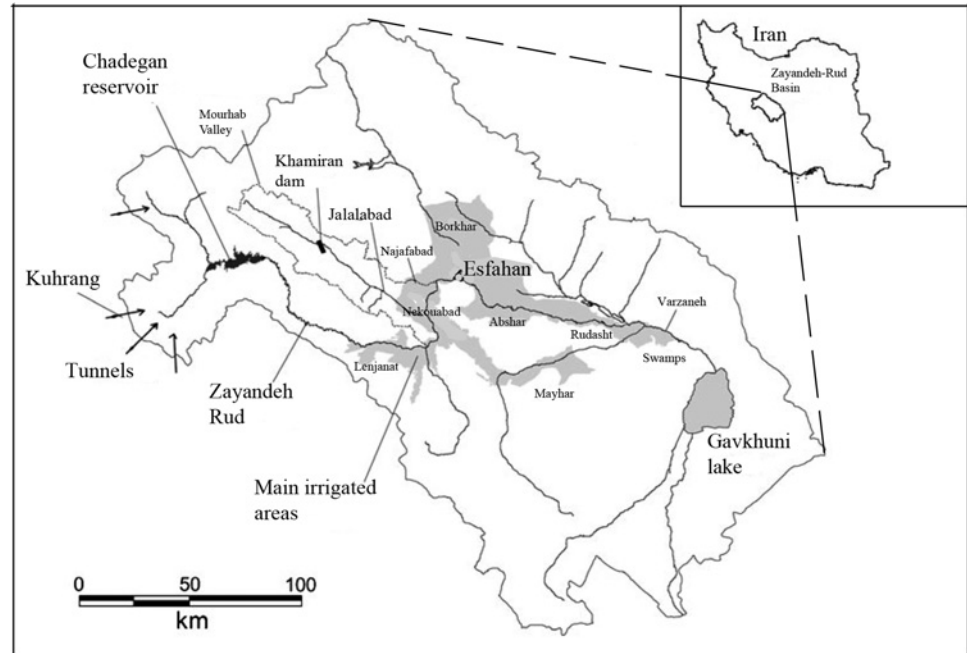 Iran
Zayandeh-Rud
Basin
Chadegan
reservoir
Mourhab
Valley
Khamiran
dam
Jalalabad
Borkhar
Najafabad
Esfahan
Kuhrang
Nekouabad
Abshar
Varzaneh
Rudasht
Swamps
Tunnels
Lenjanat
Mayhar
Zayandeh
Rud
Gavkhuni
lake
Main irrigated
areas
0 50 100
km